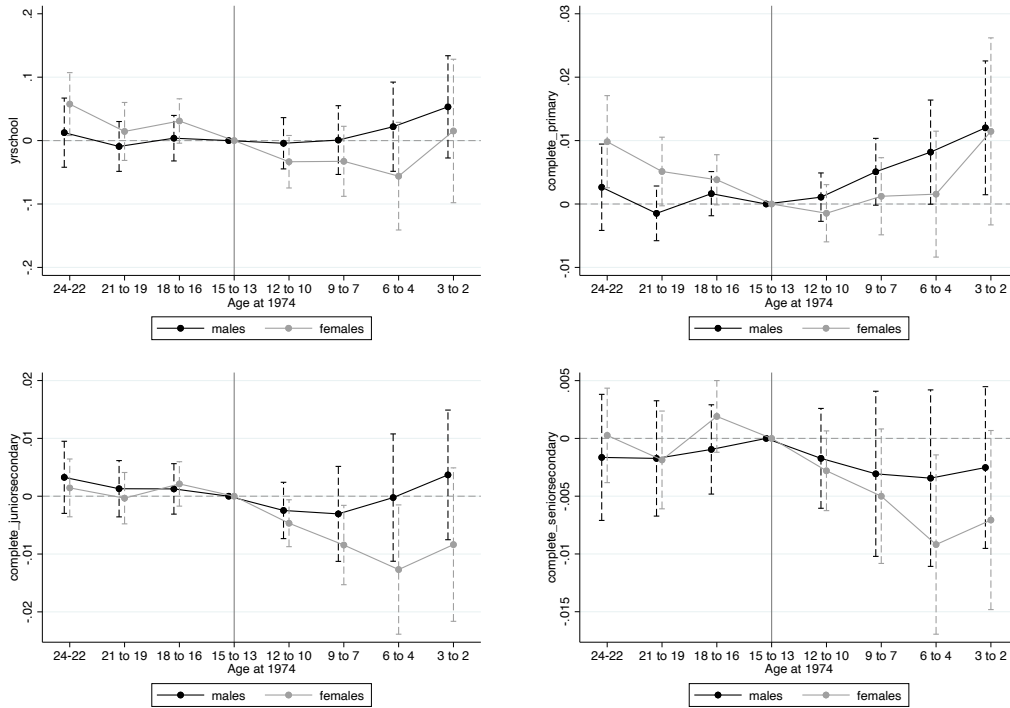 yrschool
.2
.1
0
-.1
-.2
24-22 21 to 19 18 to 16 15 to 13 12 to 10 9 to 7 6 to 4 3 to 2
Age at 1974
males females
complete_primary
.03
.02
.01
0
-.01
24-22 21 to 19 18 to 16 15 to 13 12 to 10 9 to 7 6 to 4 3 to 2
Age at 1974
males females
complete_juniorsecondary
.02
.01
0
-.01
-.02
24-22 21 to 19 18 to 16 15 to 13 12 to 10 9 to 7 6 to 4 3 to 2
Age at 1974
males females
complete_seniorsecondary
.005
0
-.005
-.01
-.015
24-22 21 to 19 18 to 16 15 to 13 12 to 10 9 to 7 6 to 4 3 to 2
Age at 1974
males females